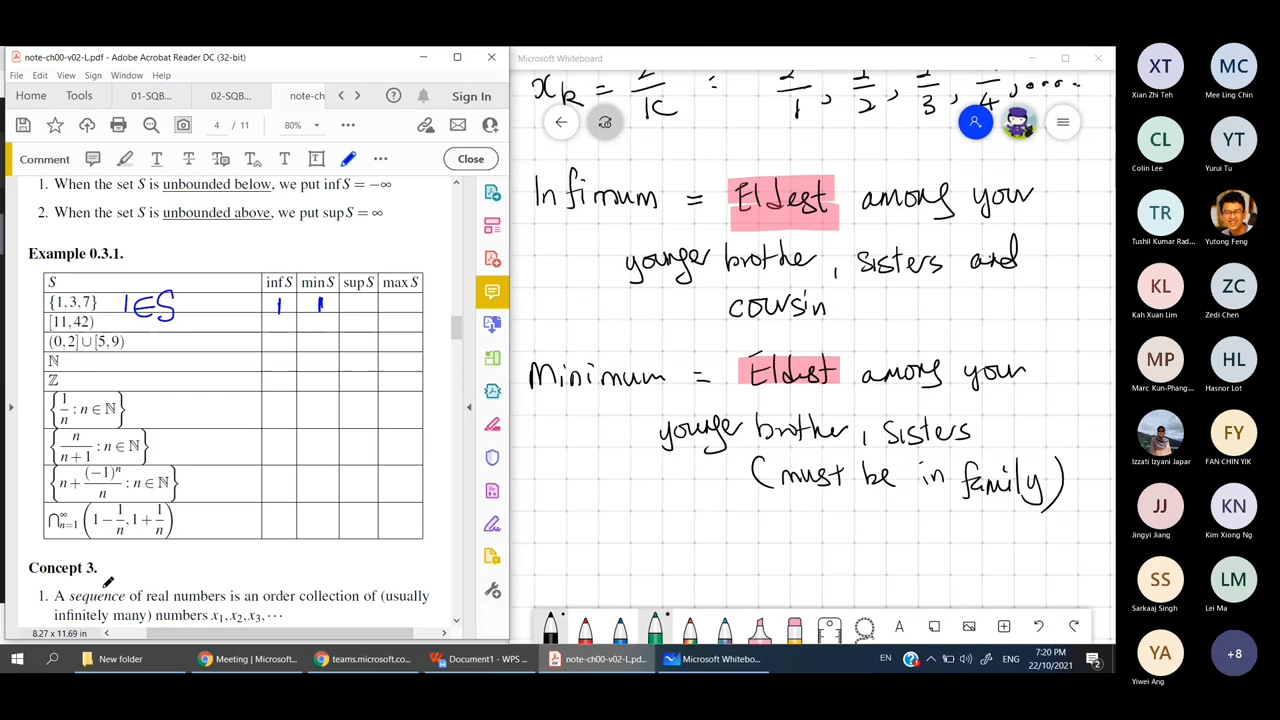 note-ch00-v02-L.pdf - Adobe Acrobat Reader DC (32-bit)
File Edit View Sign Window Help
Home Tools 01-SQB... 02-SQB... note-ch Sign In
4 / 11 80%
Comment Close
1. When the set S is unbounded below, we put inf S = −∞
2. When the set S is unbounded above, we put sup S = ∞
Example 0.3.1.
S inf S min S sup S max S
{1,3,7} 1∈S 1 1
[11,42)
(0,2]∪[5,9)
ℕ
ℤ
{1/n : n ∈ ℕ}
{n/(n+1) : n ∈ ℕ}
{n + (−1)^n/n : n ∈ ℕ}
⋂_{n=1}^∞ (1 − 1/n, 1 + 1/n)
Concept 3.
1. A sequence of real numbers is an order collection of (usually
infinitely many) numbers x₁,x₂,x₃,⋯
8.27 x 11.69 in
Microsoft Whiteboard
Infimum = Eldest among your
younger brother, sisters and
cousin
Minimum = Eldest among your
younger brother, sisters
(must be in family)
XT
Xian Zhi Teh
MC
Mee Ling Chin
CL
Colin Lee
YT
Yurui Tu
TR
Tushil Kumar Rad...
Yutong Feng
KL
Kah Xuan Lim
ZC
Zedi Chen
MP
Marc Kun-Phang...
HL
Hasnor Lot
Izzati Izyani Japar
FY
FAN CHIN YIK
JJ
Jingyi Jiang
KN
Kim Xiong Ng
SS
Sarkaaj Singh
LM
Lei Ma
YA
Yiwei Ang
+8
New folder
Meeting | Microsoft...
teams.microsoft.co...
Document1 - WPS ...
note-ch00-v02-L.pd...
Microsoft Whitebo...
EN
ENG
7:20 PM
22/10/2021
2